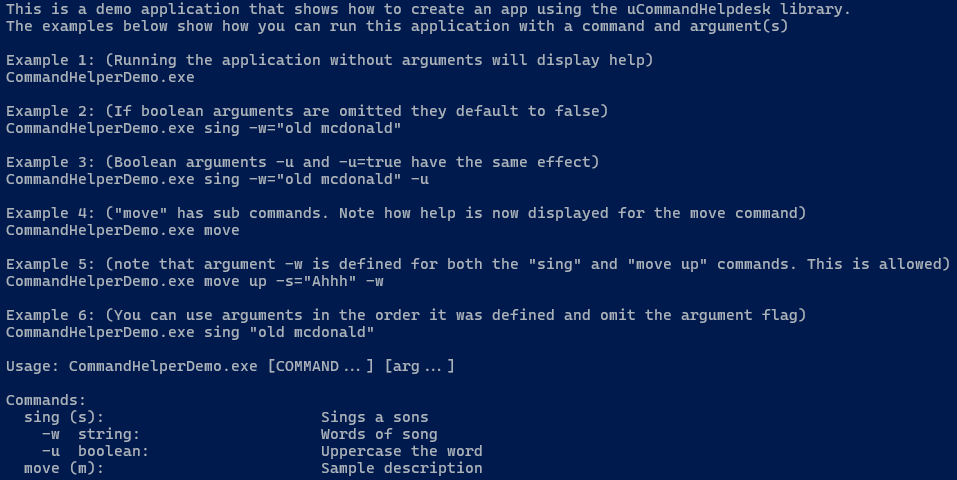 This is a demo application that shows how to create an app using the uCommandHelpdesk library.
The examples below show how you can run this application with a command and argument(s)
Example 1: (Running the application without arguments will display help)
CommandHelperDemo.exe
Example 2: (If boolean arguments are omitted they default to false)
CommandHelperDemo.exe sing -w="old mcdonald"
Example 3: (Boolean arguments -u and -u=true have the same effect)
CommandHelperDemo.exe sing -w="old mcdonald" -u
Example 4: ("move" has sub commands. Note how help is now displayed for the move command)
CommandHelperDemo.exe move
Example 5: (note that argument -w is defined for both the "sing" and "move up" commands. This is allowed)
CommandHelperDemo.exe move up -s="Ahhh" -w
Example 6: (You can use arguments in the order it was defined and omit the argument flag)
CommandHelperDemo.exe sing "old mcdonald"
Usage: CommandHelperDemo.exe [COMMAND...] [arg...]
Commands:
sing (s): Sings a sons
-w string: Words of song
-u boolean: Uppercase the word
move (m): Sample description